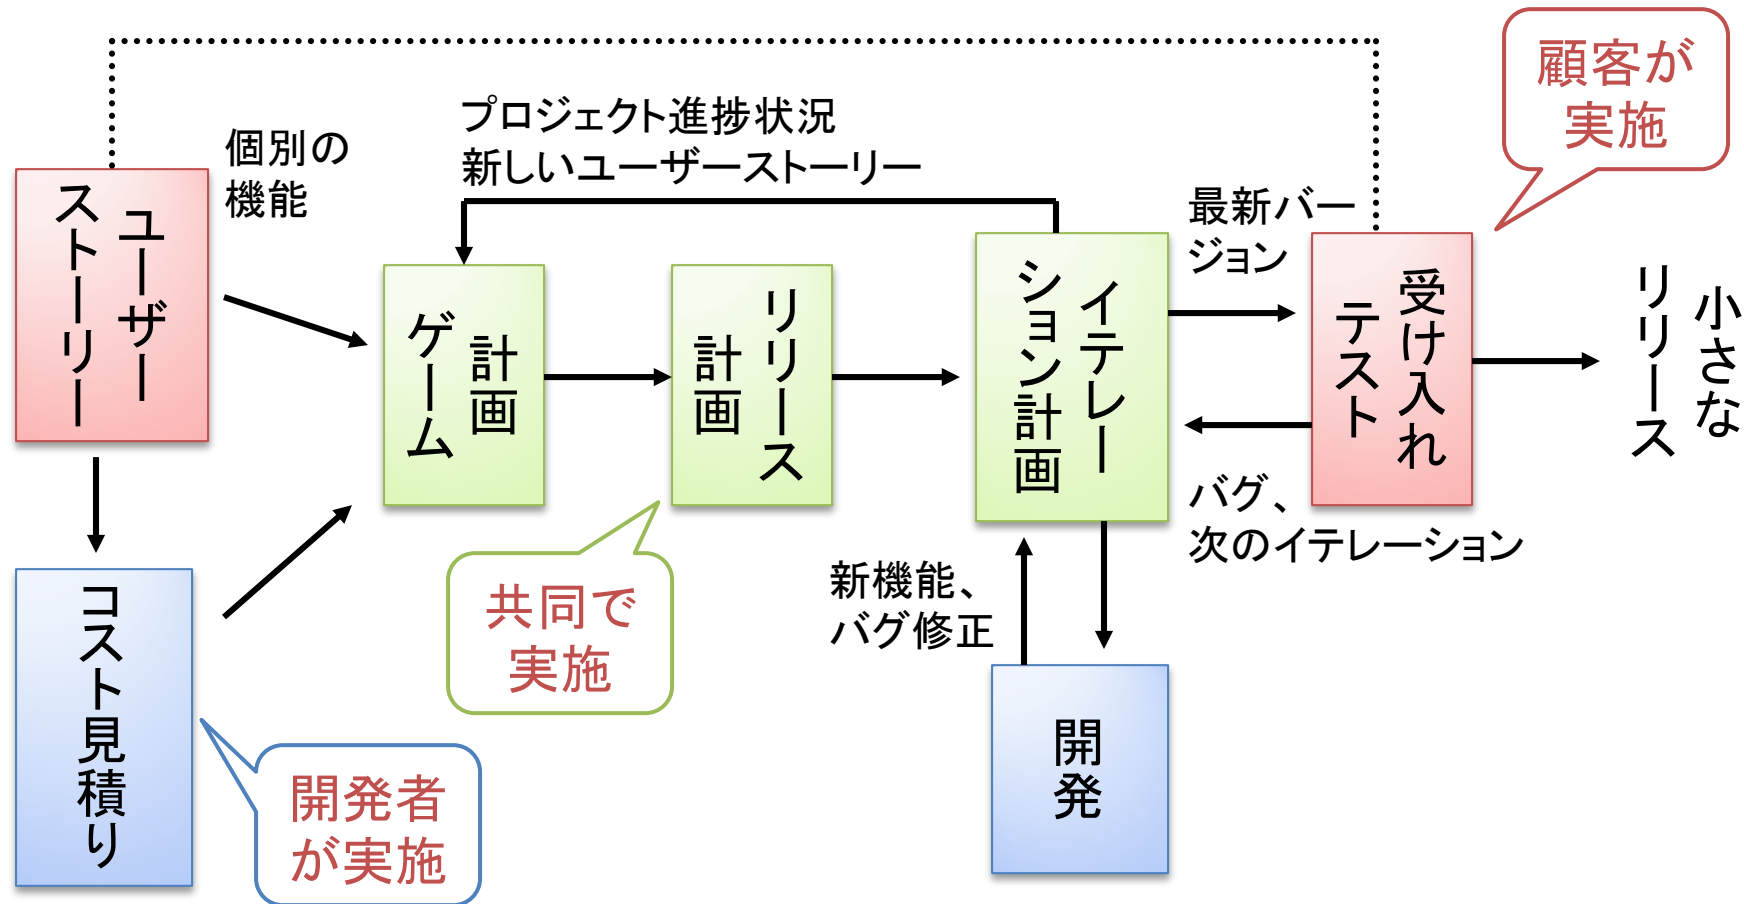 顧客が
実施
プロジェクト進捗状況
新しいユーザーストーリー
個別の
機能
ユーザー
ストーリー
計画
ゲーム
リリース
計画
イテレー
ション計画
最新バー
ジョン
受け入れ
テスト
小さな
リリース
バグ、
次のイテレーション
新機能、
バグ修正
共同で
実施
コスト見積り
開発者
が実施
開発